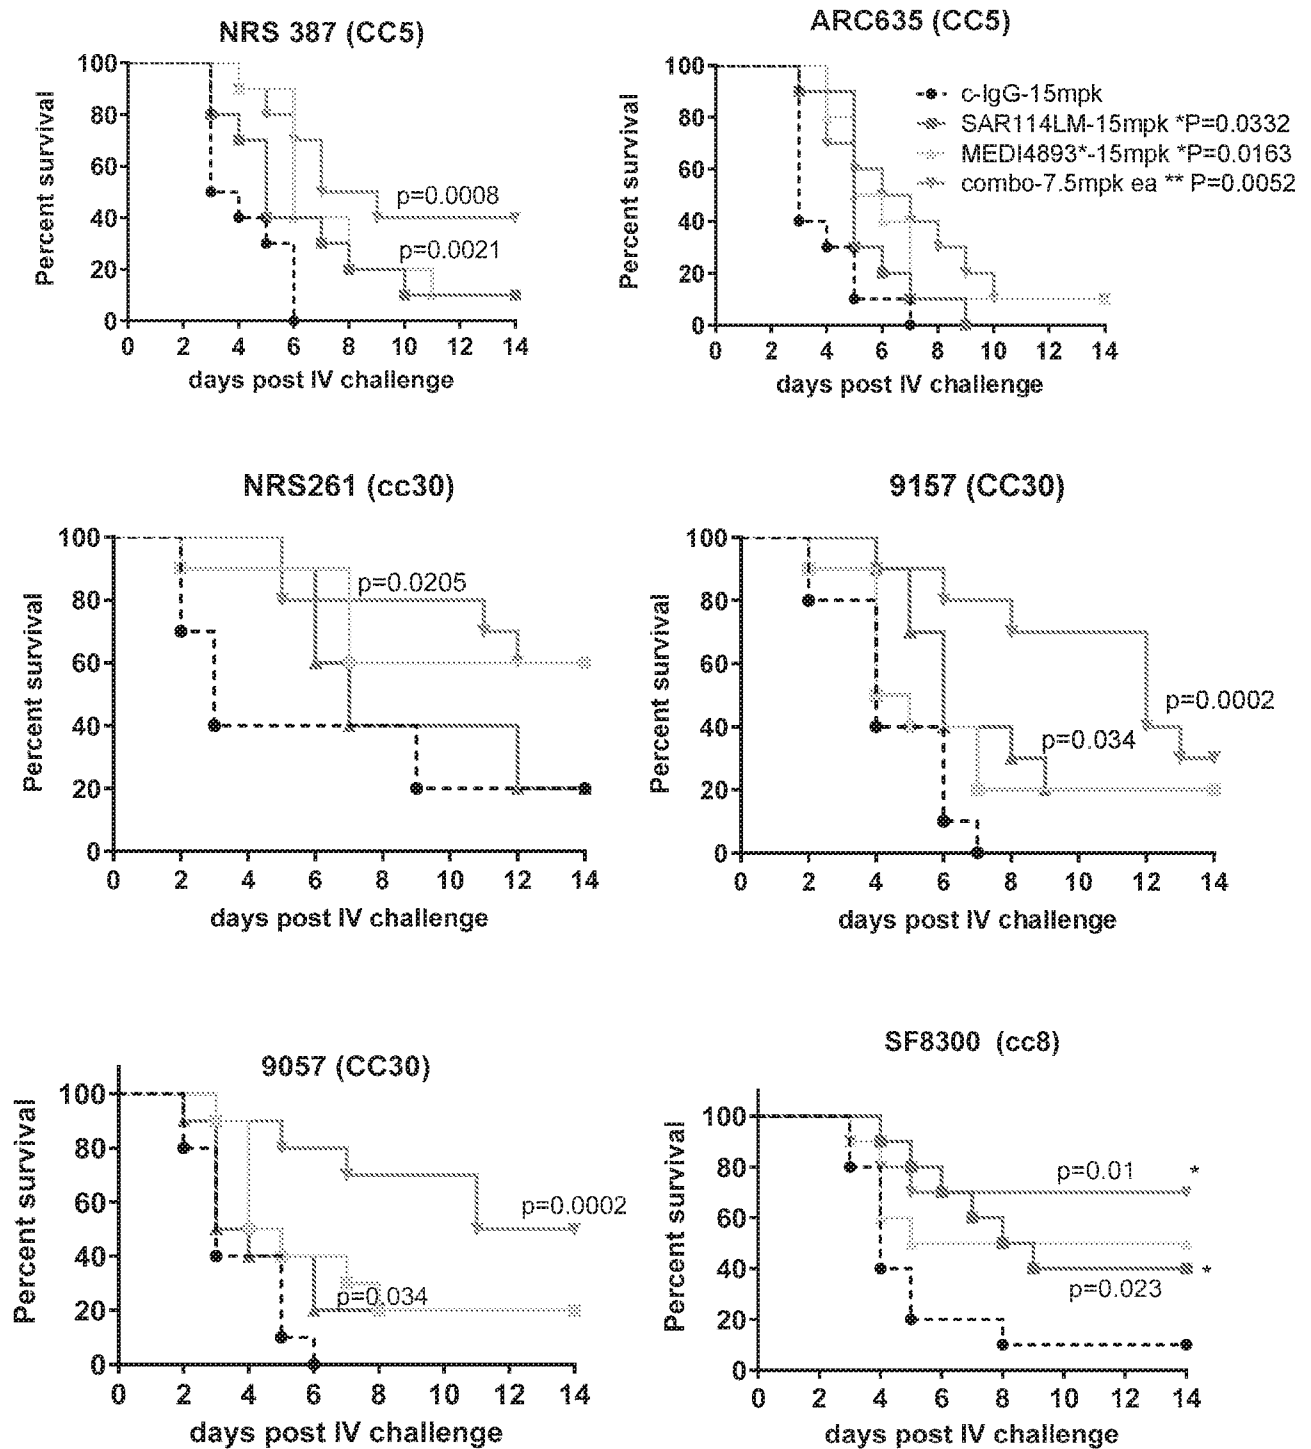 NRS 387 (CC5)
Percent survival
100
80
60
40
20
0
p=0.0008
p=0.0021
0 2 4 6 8 10 12 14
days post IV challenge
ARC635 (CC5)
Percent survival
100
80
60
40
20
0
c-IgG-15mpk
SAR114LM-15mpk *P=0.0332
MEDI4893*-15mpk *P=0.0163
combo-7.5mpk ea ** P=0.0052
0 2 4 6 8 10 12 14
days post IV challenge
NRS261 (cc30)
Percent survival
100
80
60
40
20
0
p=0.0205
0 2 4 6 8 10 12 14
days post IV challenge
9157 (CC30)
Percent survival
100
80
60
40
20
0
p=0.0002
p=0.034
0 2 4 6 8 10 12 14
days post IV challenge
9057 (CC30)
Percent survival
100
80
60
40
20
0
p=0.0002
p=0.034
0 2 4 6 8 10 12 14
days post IV challenge
SF8300 (cc8)
Percent survival
100
80
60
40
20
0
p=0.01 *
*
p=0.023
0 2 4 6 8 10 12 14
days post IV challenge